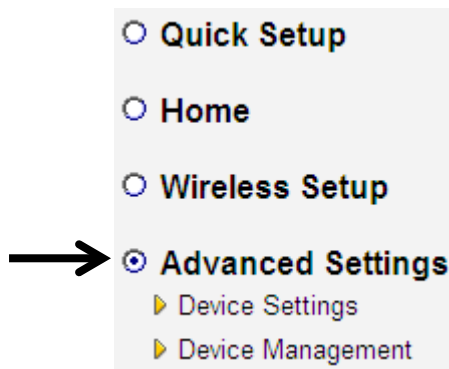 Quick Setup
Home
Wireless Setup
Advanced Settings
Device Settings
Device Management